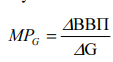 MP_G = ΔВВП / ΔG